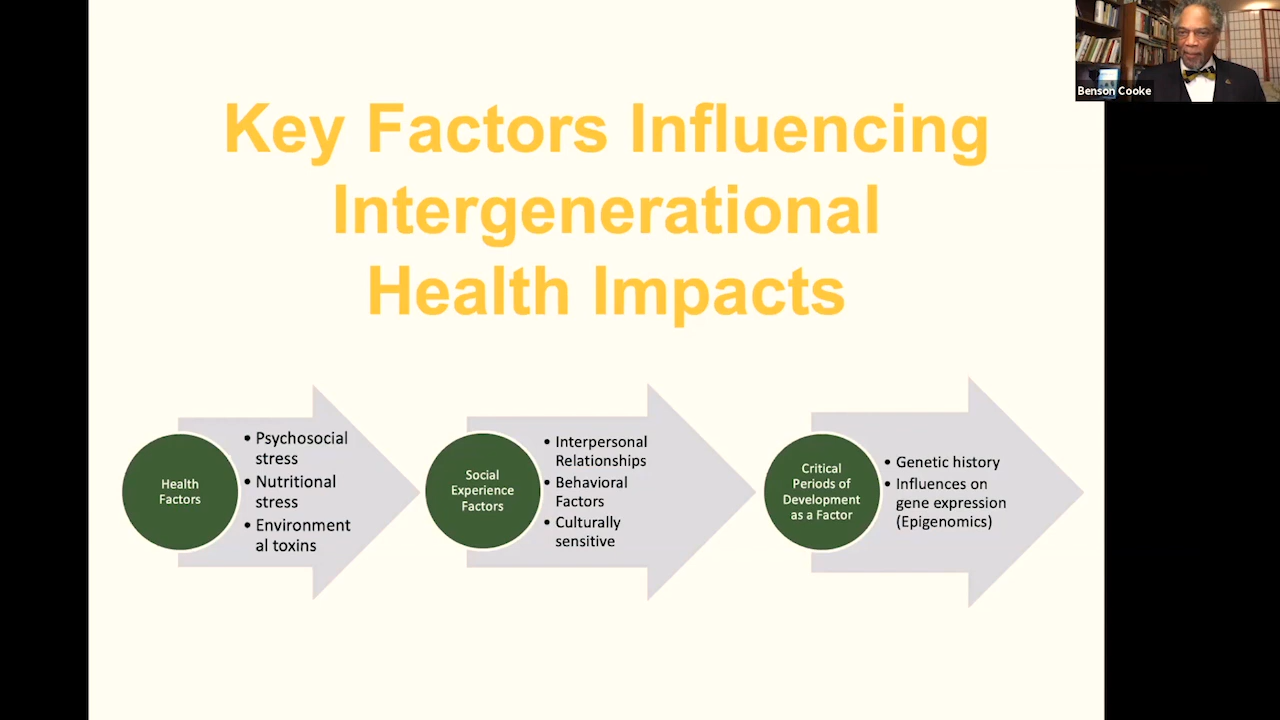 Benson Cooke
Key Factors Influencing
Intergenerational
Health Impacts
Health
Factors
• Psychosocial
stress
• Nutritional
stress
• Environment
al toxins
Social
Experience
Factors
• Interpersonal
Relationships
• Behavioral
Factors
• Culturally
sensitive
Critical
Periods of
Development
as a Factor
• Genetic history
• Influences on
gene expression
(Epigenomics)